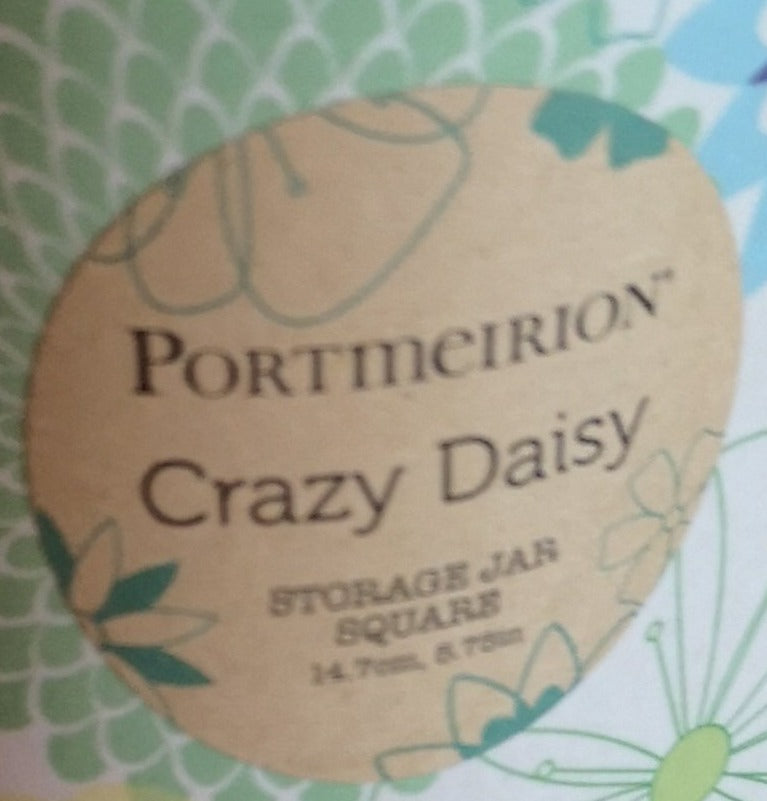 PORTMEIRION™
Crazy Daisy
STORAGE JAR
SQUARE
14.7cm, 5.75in